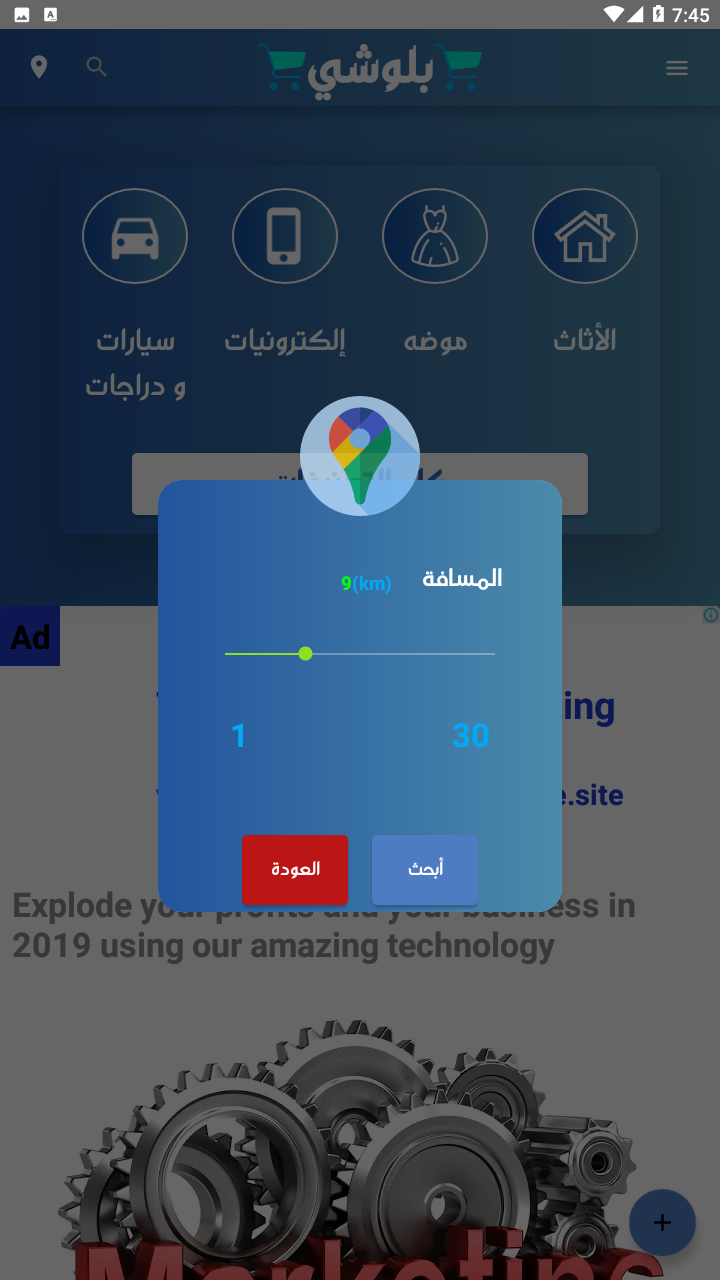 7:45
بلوشي
الأثاث
موضه
إلكترونيات
سيارات
و دراجات
المسافة
9(km)
1
30
العودة
أبحث
Ad
ing
e.site
Explode your profits and your business in
2019 using our amazing technology
Marketing